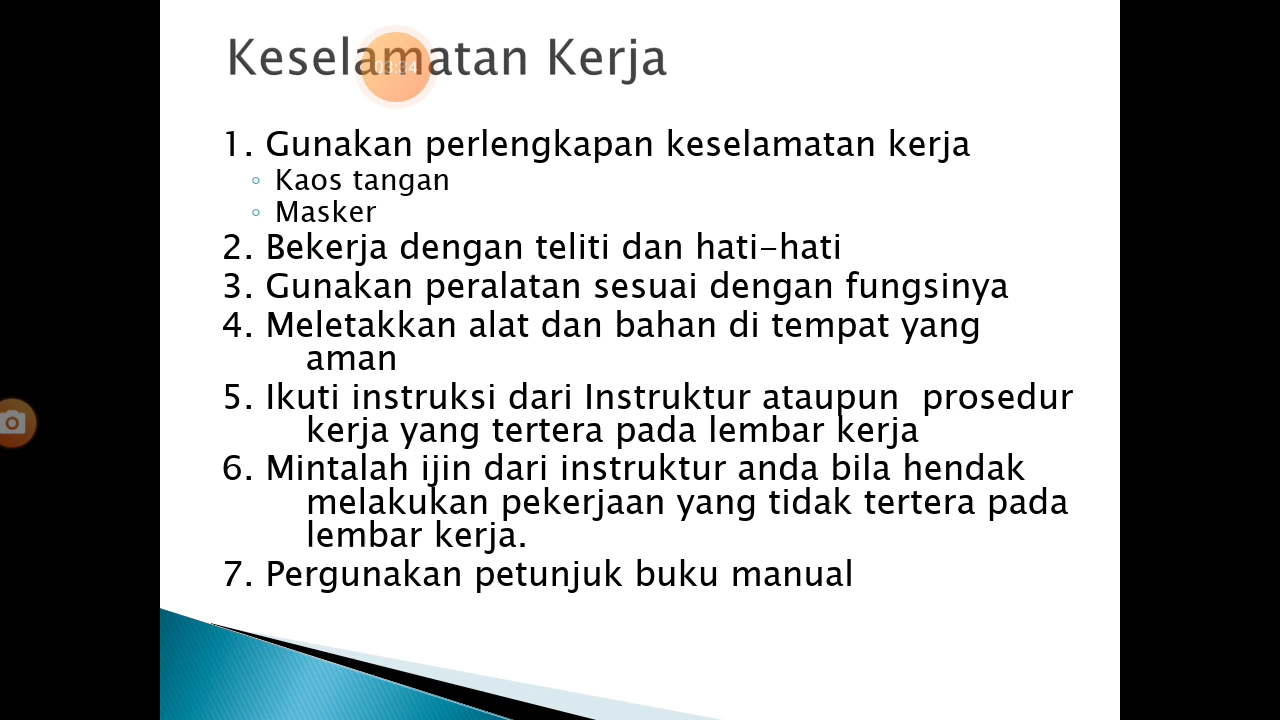 Keselamatan Kerja
03:34
1. Gunakan perlengkapan keselamatan kerja
◦ Kaos tangan
◦ Masker
2. Bekerja dengan teliti dan hati-hati
3. Gunakan peralatan sesuai dengan fungsinya
4. Meletakkan alat dan bahan di tempat yang
aman
5. Ikuti instruksi dari Instruktur ataupun prosedur
kerja yang tertera pada lembar kerja
6. Mintalah ijin dari instruktur anda bila hendak
melakukan pekerjaan yang tidak tertera pada
lembar kerja.
7. Pergunakan petunjuk buku manual